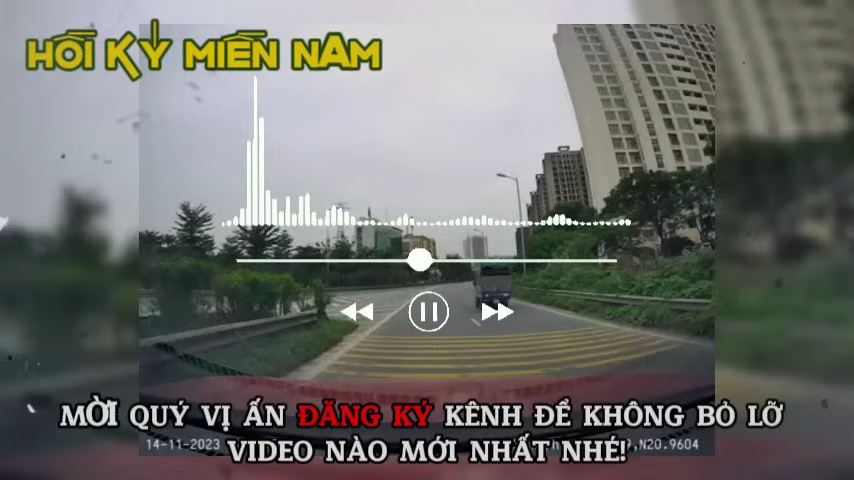 HỒI KÝ MIỀN NAM
MỜI QUÝ VỊ ẤN ĐĂNG KÝ KÊNH ĐỂ KHÔNG BỎ LỠ
VIDEO NÀO MỚI NHẤT NHÉ!
14-11-2023
,N20.9604